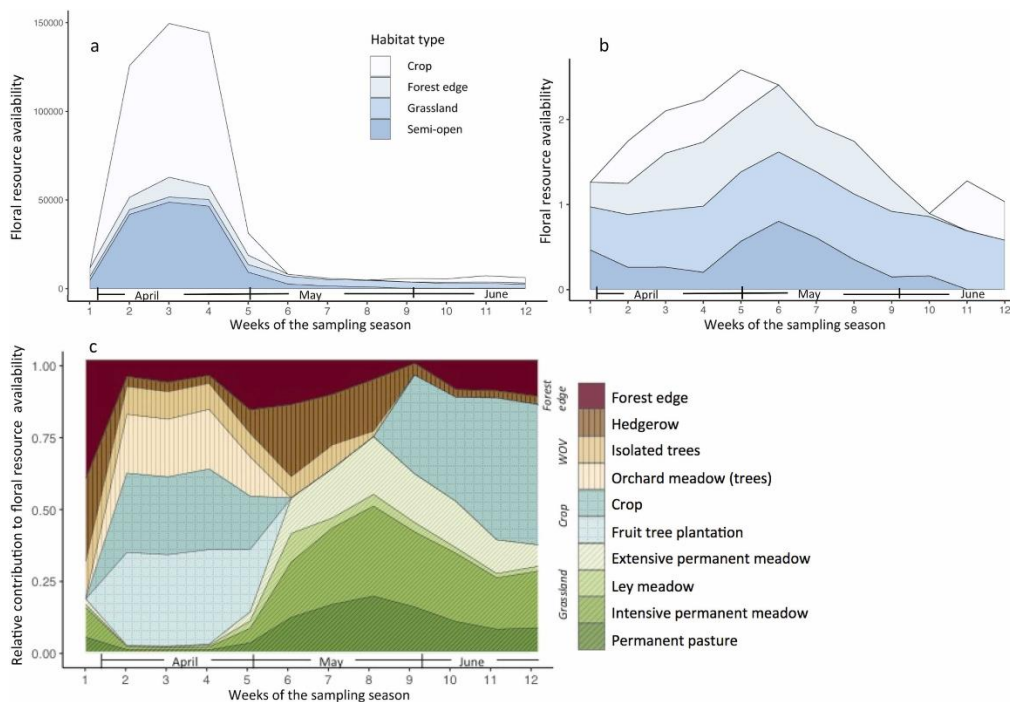 a
Floral resource availability
150000
100000
50000
0
Habitat type
Crop
Forest edge
Grassland
Semi-open
April
May
June
1 2 3 4 5 6 7 8 9 10 11 12
Weeks of the sampling season
b
Floral resource availability
2
1
0
April
May
June
1 2 3 4 5 6 7 8 9 10 11 12
Weeks of the sampling season
c
Relative contribution to floral resource availability
1.00
0.75
0.50
0.25
0.00
April
May
June
1 2 3 4 5 6 7 8 9 10 11 12
Weeks of the sampling season
Forest edge
WOV
Crop
Grassland
Forest edge
Hedgerow
Isolated trees
Orchard meadow (trees)
Crop
Fruit tree plantation
Extensive permanent meadow
Ley meadow
Intensive permanent meadow
Permanent pasture